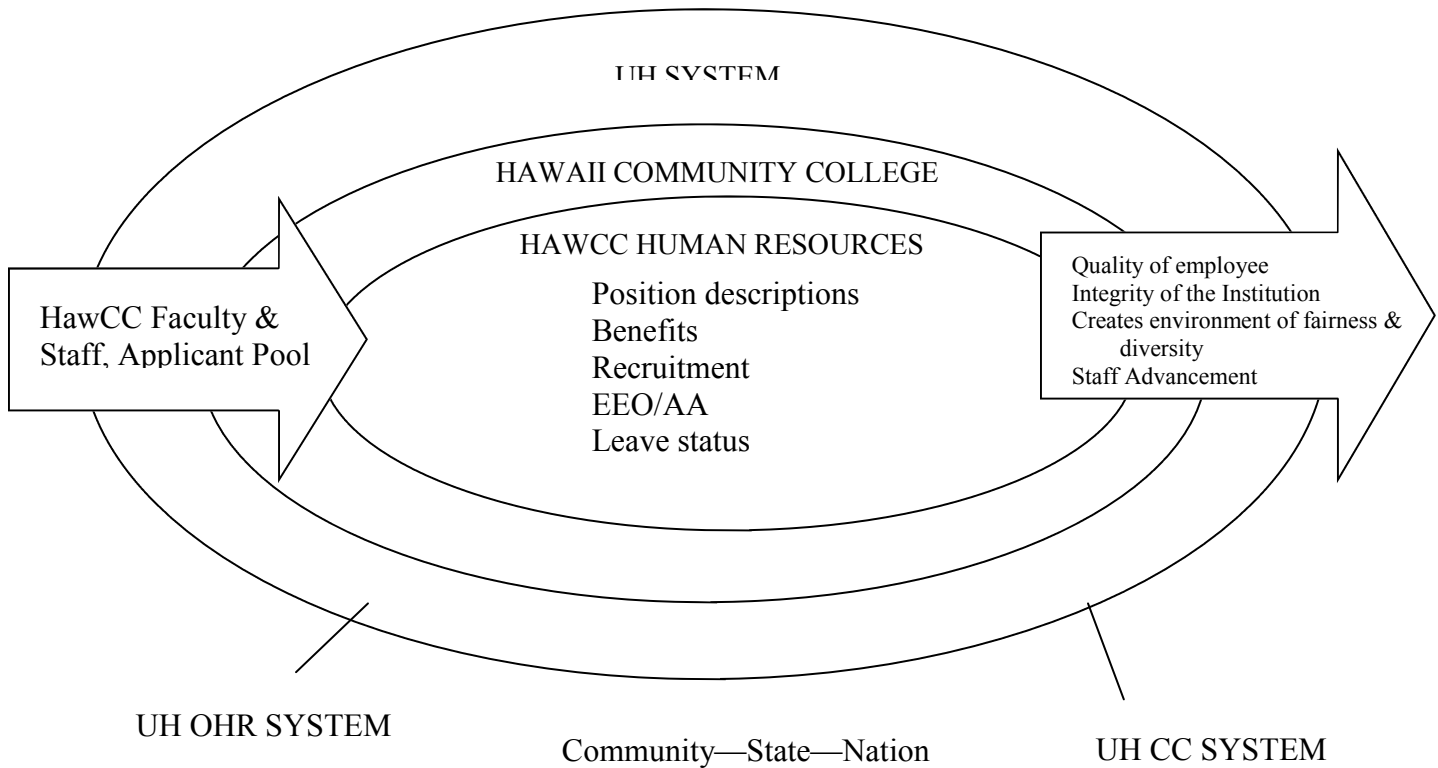 UH SYSTEM
HAWAII COMMUNITY COLLEGE
HAWCC HUMAN RESOURCES
Position descriptions
Benefits
Recruitment
EEO/AA
Leave status
HawCC Faculty &
Staff, Applicant Pool
Quality of employee
Integrity of the Institution
Creates environment of fairness &
diversity
Staff Advancement
UH OHR SYSTEM
Community—State—Nation
UH CC SYSTEM